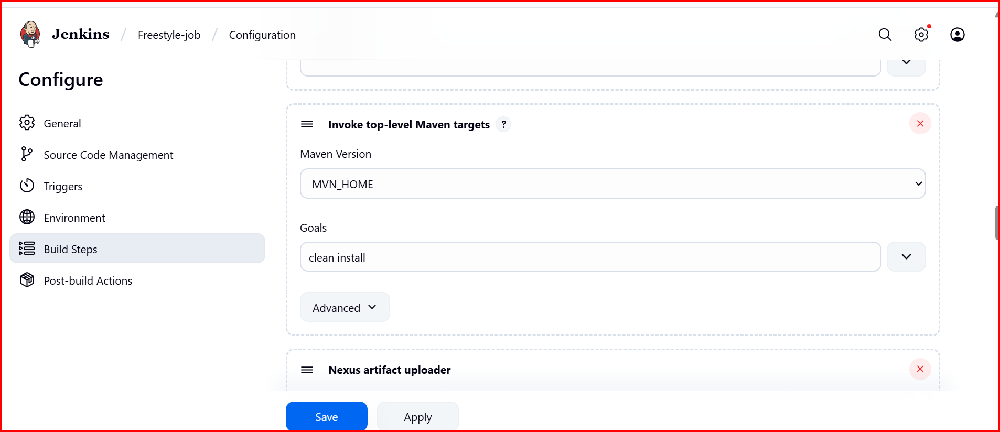 Jenkins / Freestyle-job / Configuration
Configure
General
Source Code Management
Triggers
Environment
Build Steps
Post-build Actions
Invoke top-level Maven targets ?
Maven Version
MVN_HOME
Goals
clean install
Advanced
Nexus artifact uploader
Save Apply